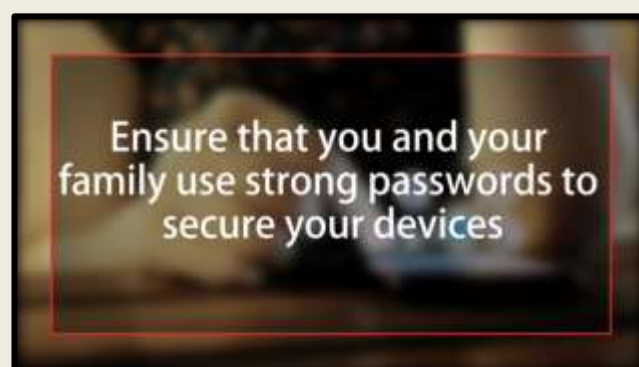 Ensure that you and your
family use strong passwords to
secure your devices